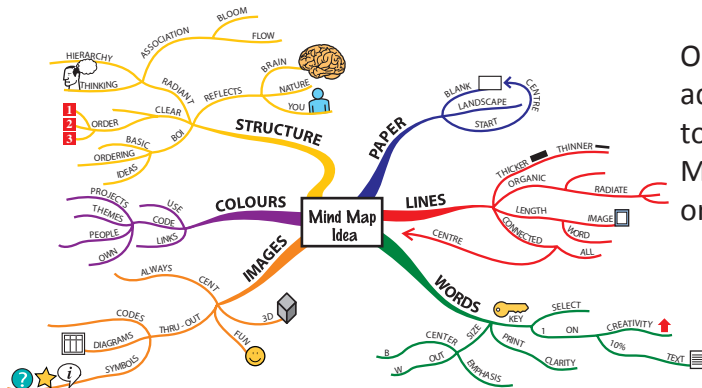 Mind Map
Idea
STRUCTURE
RADIANT
ASSOCIATION
BLOOM
FLOW
HIERARCHY
THINKING
REFLECTS
BRAIN
NATURE
YOU
CLEAR
ORDER
1
2
3
BOI
BASIC
ORDERING
IDEAS
PAPER
BLANK
LANDSCAPE
START
CENTRE
LINES
THICKER
THINNER
ORGANIC
RADIATE
LENGTH
IMAGE
WORD
CONNECTED
ALL
CENTRE
WORDS
KEY
SELECT
1
ON
CREATIVITY
10%
TEXT
PRINT
CLARITY
SIZE
CENTER
OUT
B
W
EMPHASIS
IMAGES
CENT
ALWAYS
3D
FUN
THRU-OUT
CODES
DIAGRAMS
SYMBOLS
?
i
COLOURS
USE
CODE
LINKS
PROJECTS
THEMES
PEOPLE
OWN
to